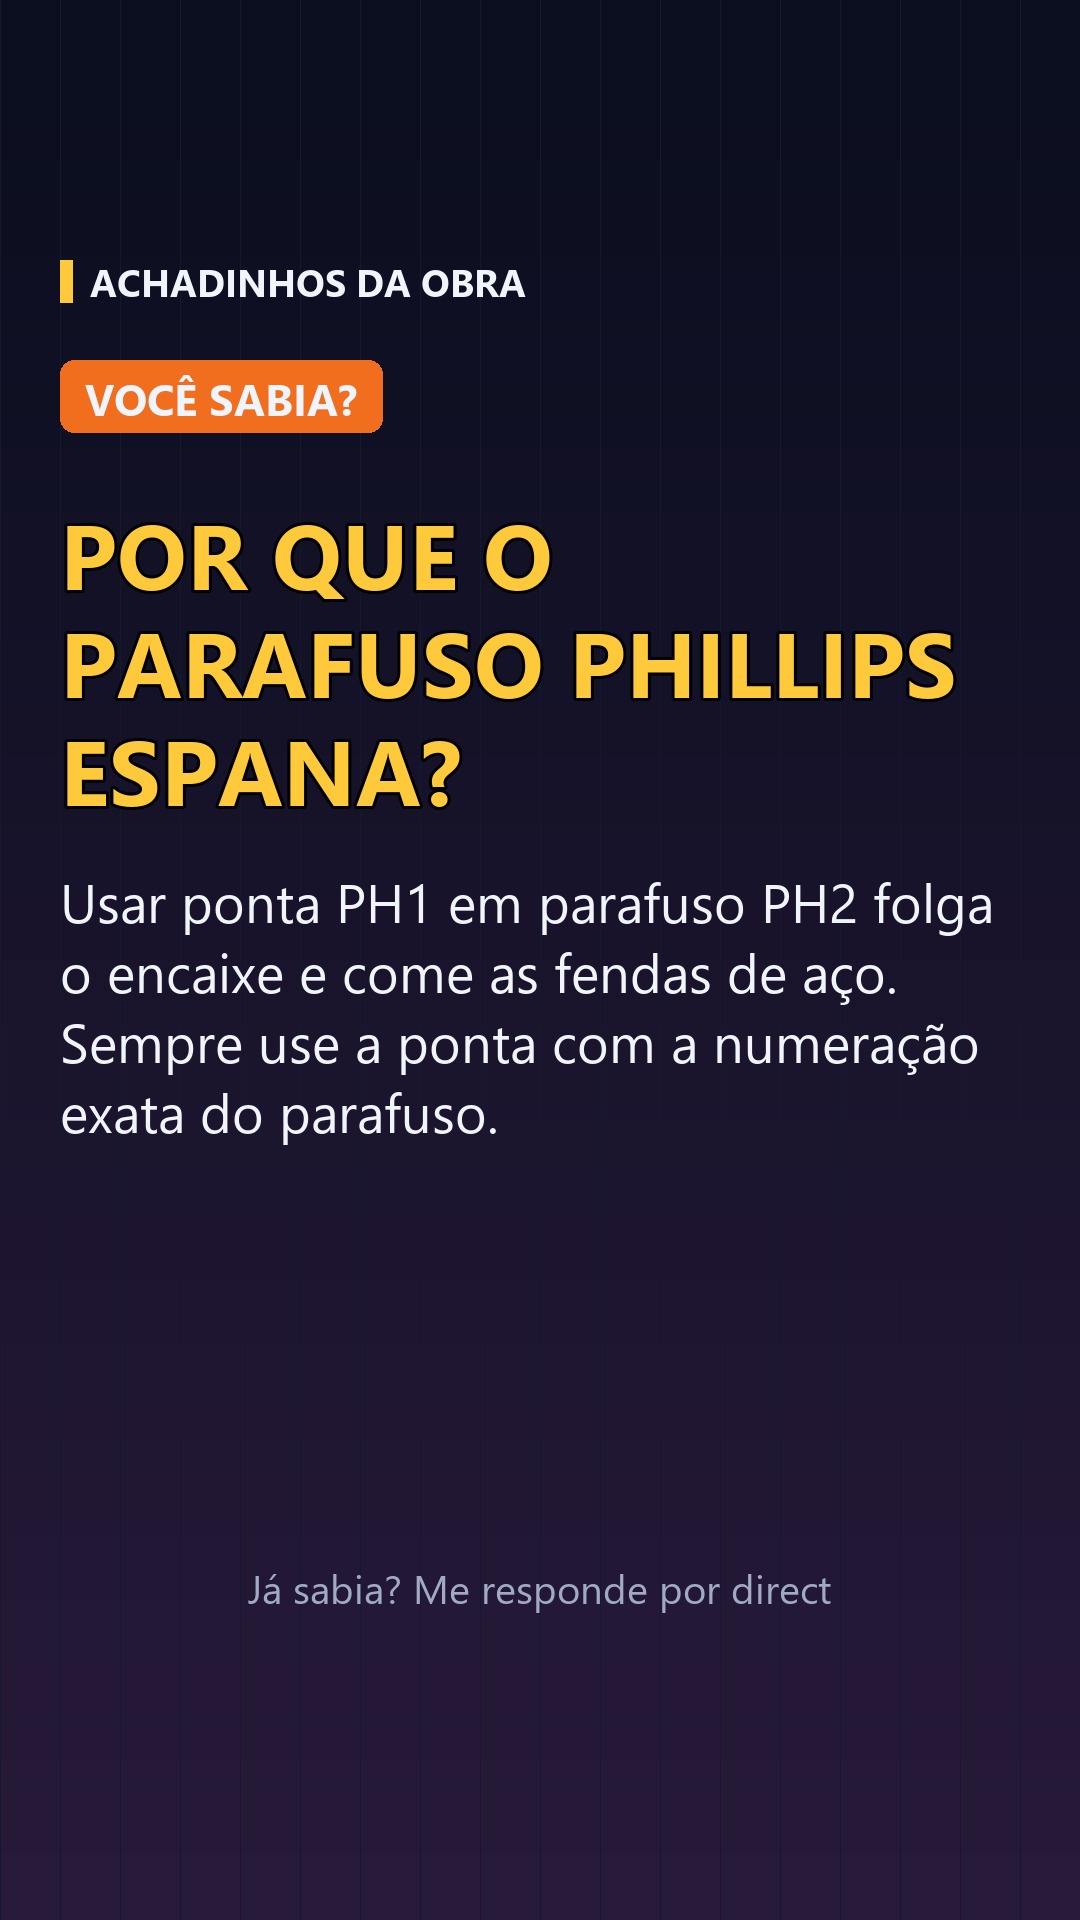 ACHADINHOS DA OBRA
VOCÊ SABIA?
POR QUE O
PARAFUSO PHILLIPS
ESPANA?
Usar ponta PH1 em parafuso PH2 folga
o encaixe e come as fendas de aço.
Sempre use a ponta com a numeração
exata do parafuso.
Já sabia? Me responde por direct